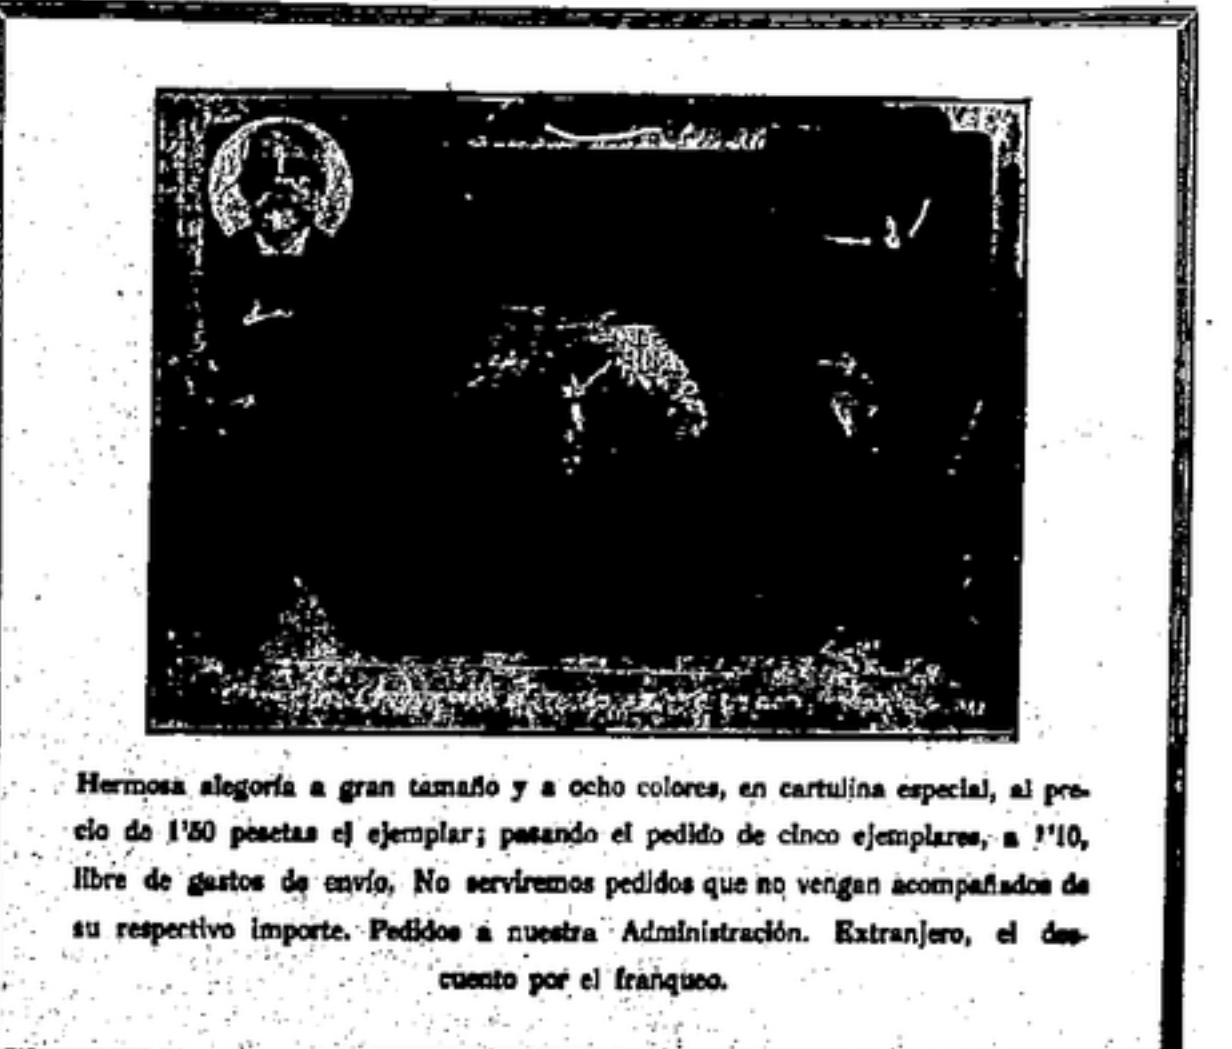 Hermosa alegoría a gran tamaño y a ocho colores, en cartulina especial, al pre-
cio de 1'50 pesetas el ejemplar; pasando el pedido de cinco ejemplares, a 1'10,
libre de gastos de envío. No serviremos pedidos que no vengan acompañados de
su respertivo importe. Pedidos a nuestra Administración. Extranjero, el des-
cuento por el franqueo.